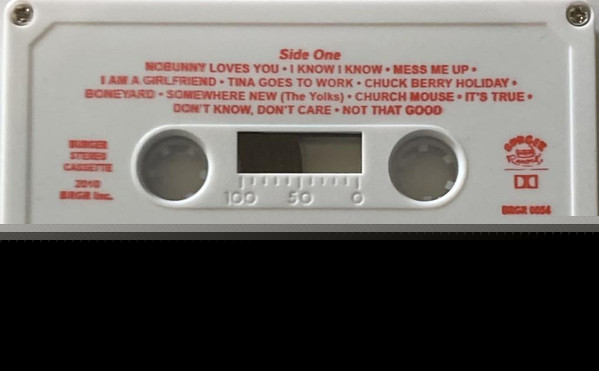 Side One
NOBUNNY LOVES YOU • I KNOW I KNOW • MESS ME UP •
I AM A GIRLFRIEND • TINA GOES TO WORK • CHUCK BERRY HOLIDAY •
BONEYARD • SOMEWHERE NEW (The Yolks) • CHURCH MOUSE • IT'S TRUE •
DON'T KNOW, DON'T CARE • NOT THAT GOOD
BURGER
STEREO
CASSETTE
2010
BRGR Inc.
100 50 0
BURGER
Records
BRGR 0054